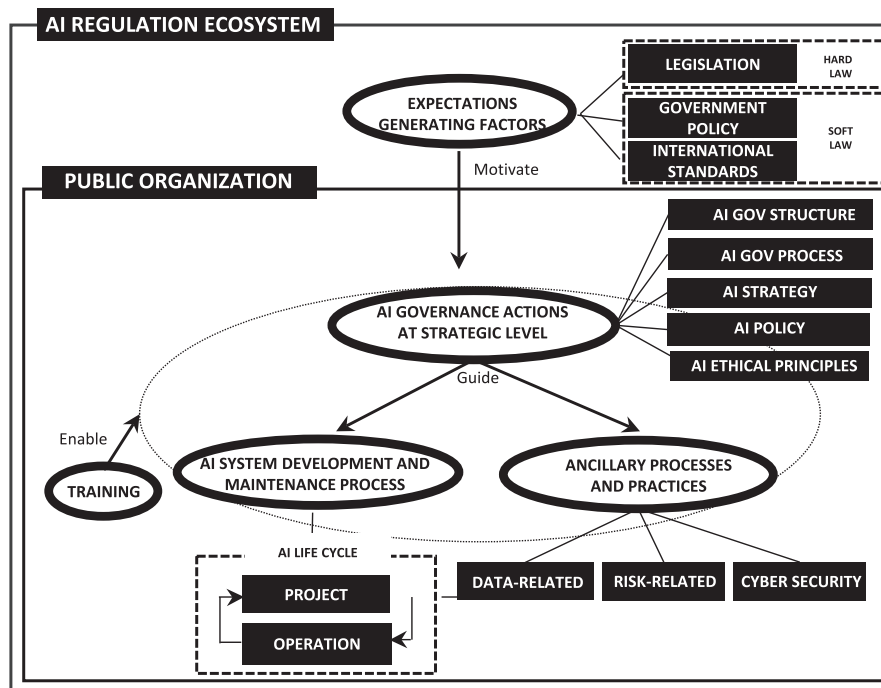 AI REGULATION ECOSYSTEM
LEGISLATION
HARD
LAW
EXPECTATIONS
GENERATING FACTORS
GOVERNMENT
POLICY
SOFT
LAW
INTERNATIONAL
STANDARDS
Motivate
PUBLIC ORGANIZATION
AI GOV STRUCTURE
AI GOV PROCESS
AI STRATEGY
AI POLICY
AI ETHICAL PRINCIPLES
AI GOVERNANCE ACTIONS
AT STRATEGIC LEVEL
Guide
Enable
TRAINING
AI SYSTEM DEVELOPMENT AND
MAINTENANCE PROCESS
ANCILLARY PROCESSES
AND PRACTICES
AI LIFE CYCLE
PROJECT
OPERATION
DATA-RELATED
RISK-RELATED
CYBER SECURITY